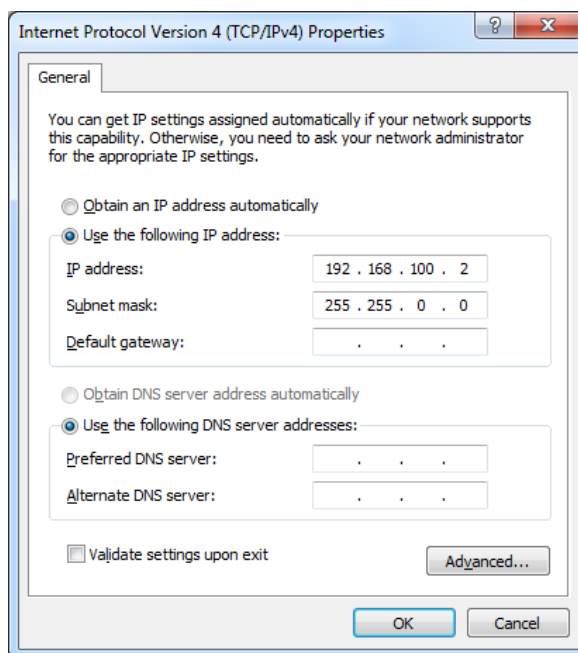 Internet Protocol Version 4 (TCP/IPv4) Properties
General
You can get IP settings assigned automatically if your network supports
this capability. Otherwise, you need to ask your network administrator
for the appropriate IP settings.
Obtain an IP address automatically
Use the following IP address:
IP address: 192 . 168 . 100 . 2
Subnet mask: 255 . 255 . 0 . 0
Default gateway: . . .
Obtain DNS server address automatically
Use the following DNS server addresses:
Preferred DNS server: . . .
Alternate DNS server: . . .
Validate settings upon exit
Advanced...
OK Cancel